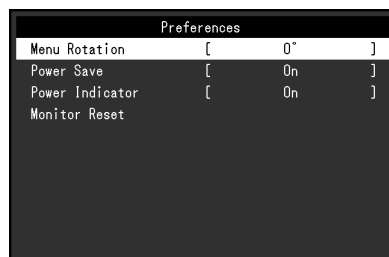 Preferences
Menu Rotation [ 0° ]
Power Save [ On ]
Power Indicator [ On ]
Monitor Reset